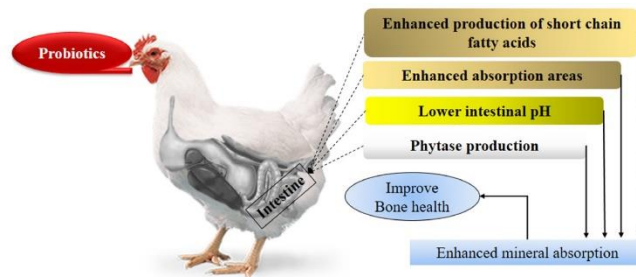 Probiotics
Enhanced production of short chain
fatty acids
Enhanced absorption areas
Lower intestinal pH
Phytase production
Intestine
Improve
Bone health
Enhanced mineral absorption